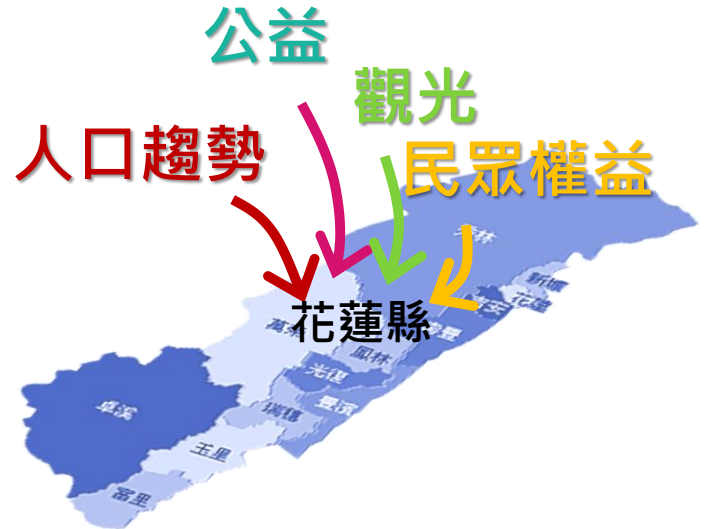 公益
觀光
人口趨勢
民眾權益
秀林
新城
吉安
花蓮
花蓮縣
萬榮
壽豐
鳳林
光復
豐濱
瑞穗
卓溪
玉里
富里